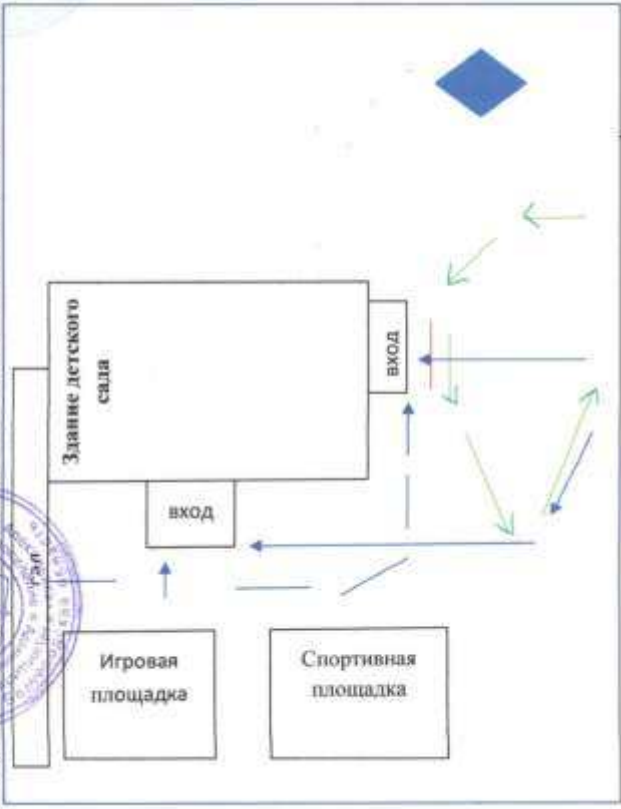 Здание детского
сада
вход
вход
Игровая
площадка
Спортивная
площадка